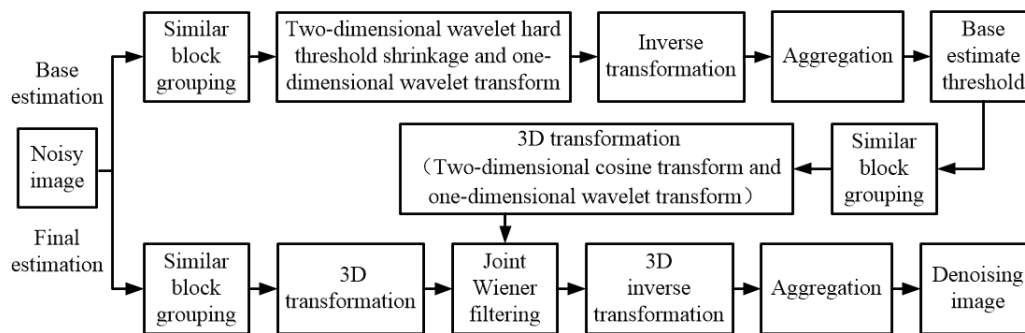 Base
estimation
Similar
block
grouping
Two-dimensional wavelet hard
threshold shrinkage and one-
dimensional wavelet transform
Inverse
transformation
Aggregation
Base
estimate
threshold
Noisy
image
3D transformation
（Two-dimensional cosine transform and
one-dimensional wavelet transform）
Similar
block
grouping
Final
estimation
Similar
block
grouping
3D
transformation
Joint
Wiener
filtering
3D
inverse
transformation
Aggregation
Denoising
image